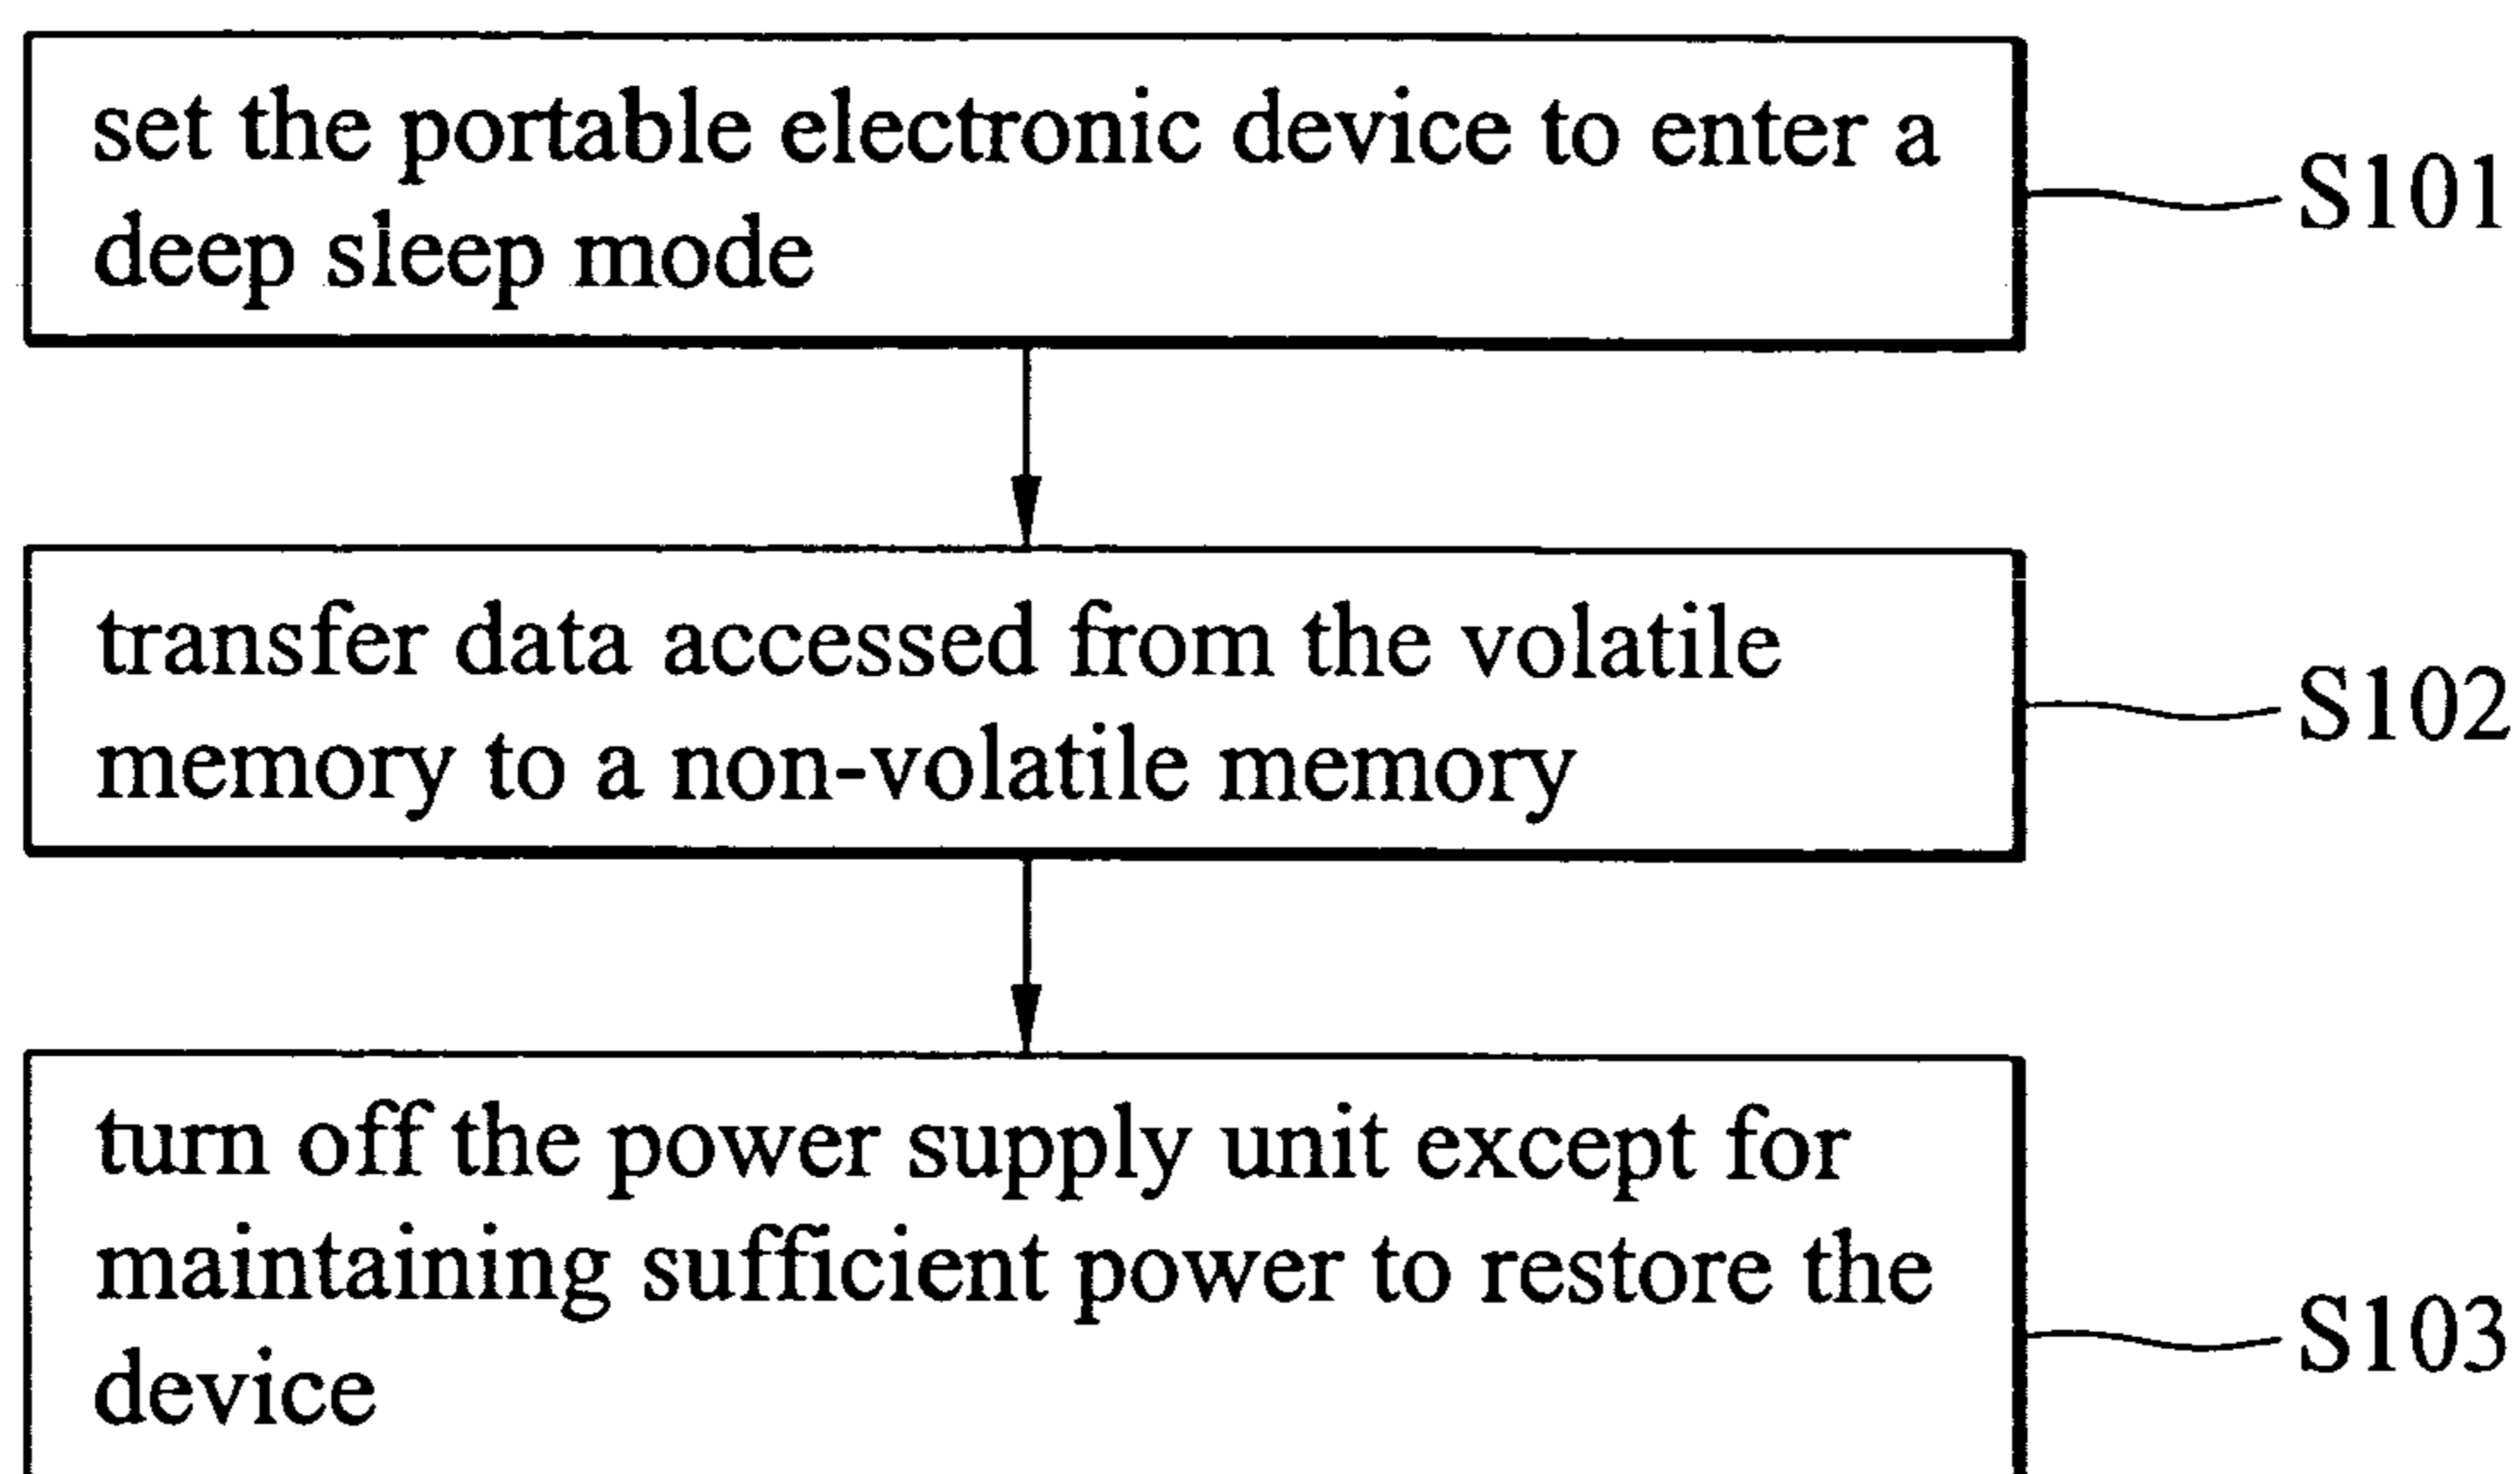 set the portable electronic device to enter a
deep sleep mode
S101
transfer data accessed from the volatile
memory to a non-volatile memory
S102
turn off the power supply unit except for
maintaining sufficient power to restore the
device
S103